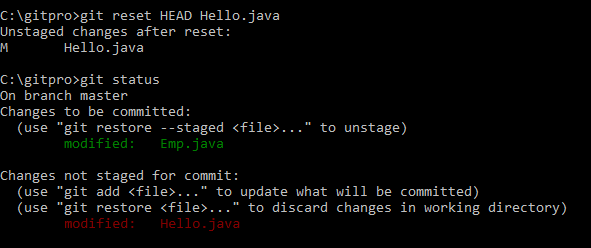 C:\gitpro>git reset HEAD Hello.java
Unstaged changes after reset:
M       Hello.java
C:\gitpro>git status
On branch master
Changes to be committed:
  (use "git restore --staged <file>..." to unstage)
        modified:   Emp.java
Changes not staged for commit:
  (use "git add <file>..." to update what will be committed)
  (use "git restore <file>..." to discard changes in working directory)
        modified:   Hello.java